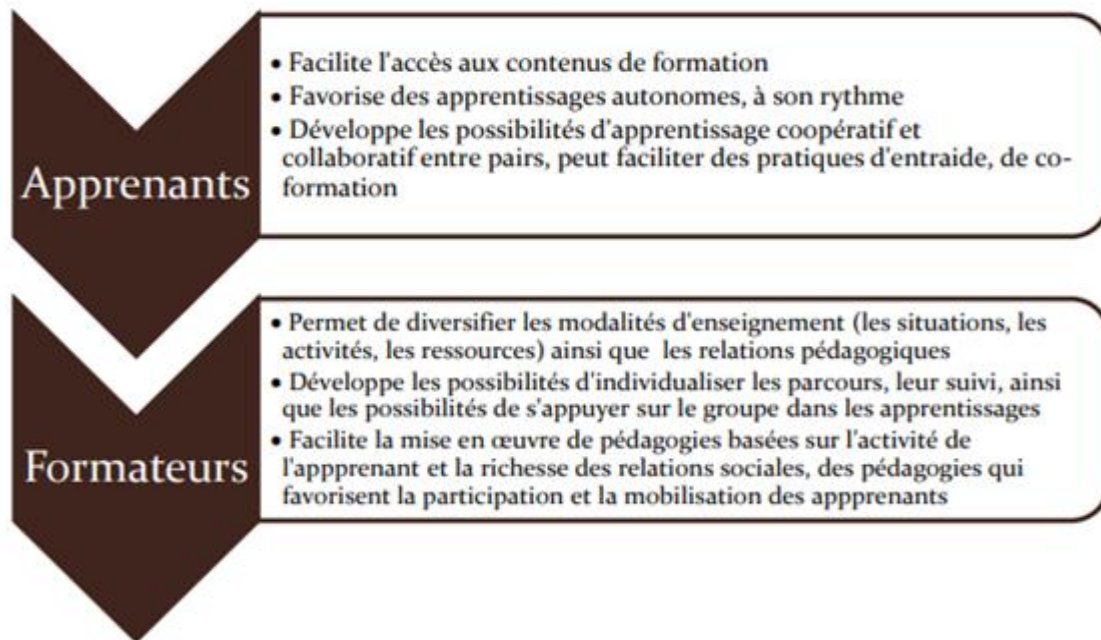 Apprenants
• Facilite l'accès aux contenus de formation
• Favorise des apprentissages autonomes, à son rythme
• Développe les possibilités d'apprentissage coopératif et
collaboratif entre pairs, peut faciliter des pratiques d'entraide, de co-
formation
Formateurs
• Permet de diversifier les modalités d'enseignement (les situations, les
activités, les ressources) ainsi que les relations pédagogiques
• Développe les possibilités d'individualiser les parcours, leur suivi, ainsi
que les possibilités de s'appuyer sur le groupe dans les apprentissages
• Facilite la mise en œuvre de pédagogies basées sur l'activité de
l'appprenant et la richesse des relations sociales, des pédagogies qui
favorisent la participation et la mobilisation des appprenants